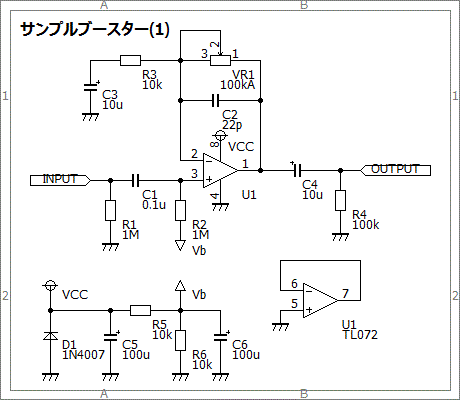 A
B
サンプルブースター(1)
2
3
1
R3
10k
VR1
100kA
1
1
C3
10u
C2
22p
8
VCC
2
1
3
INPUT
OUTPUT
C1
0.1u
4
U1
C4
10u
R1
1M
R2
1M
R4
100k
Vb
VCC
Vb
6
7
5
2
2
R5
10k
D1
1N4007
C5
100u
R6
10k
C6
100u
U1
TL072
A
B